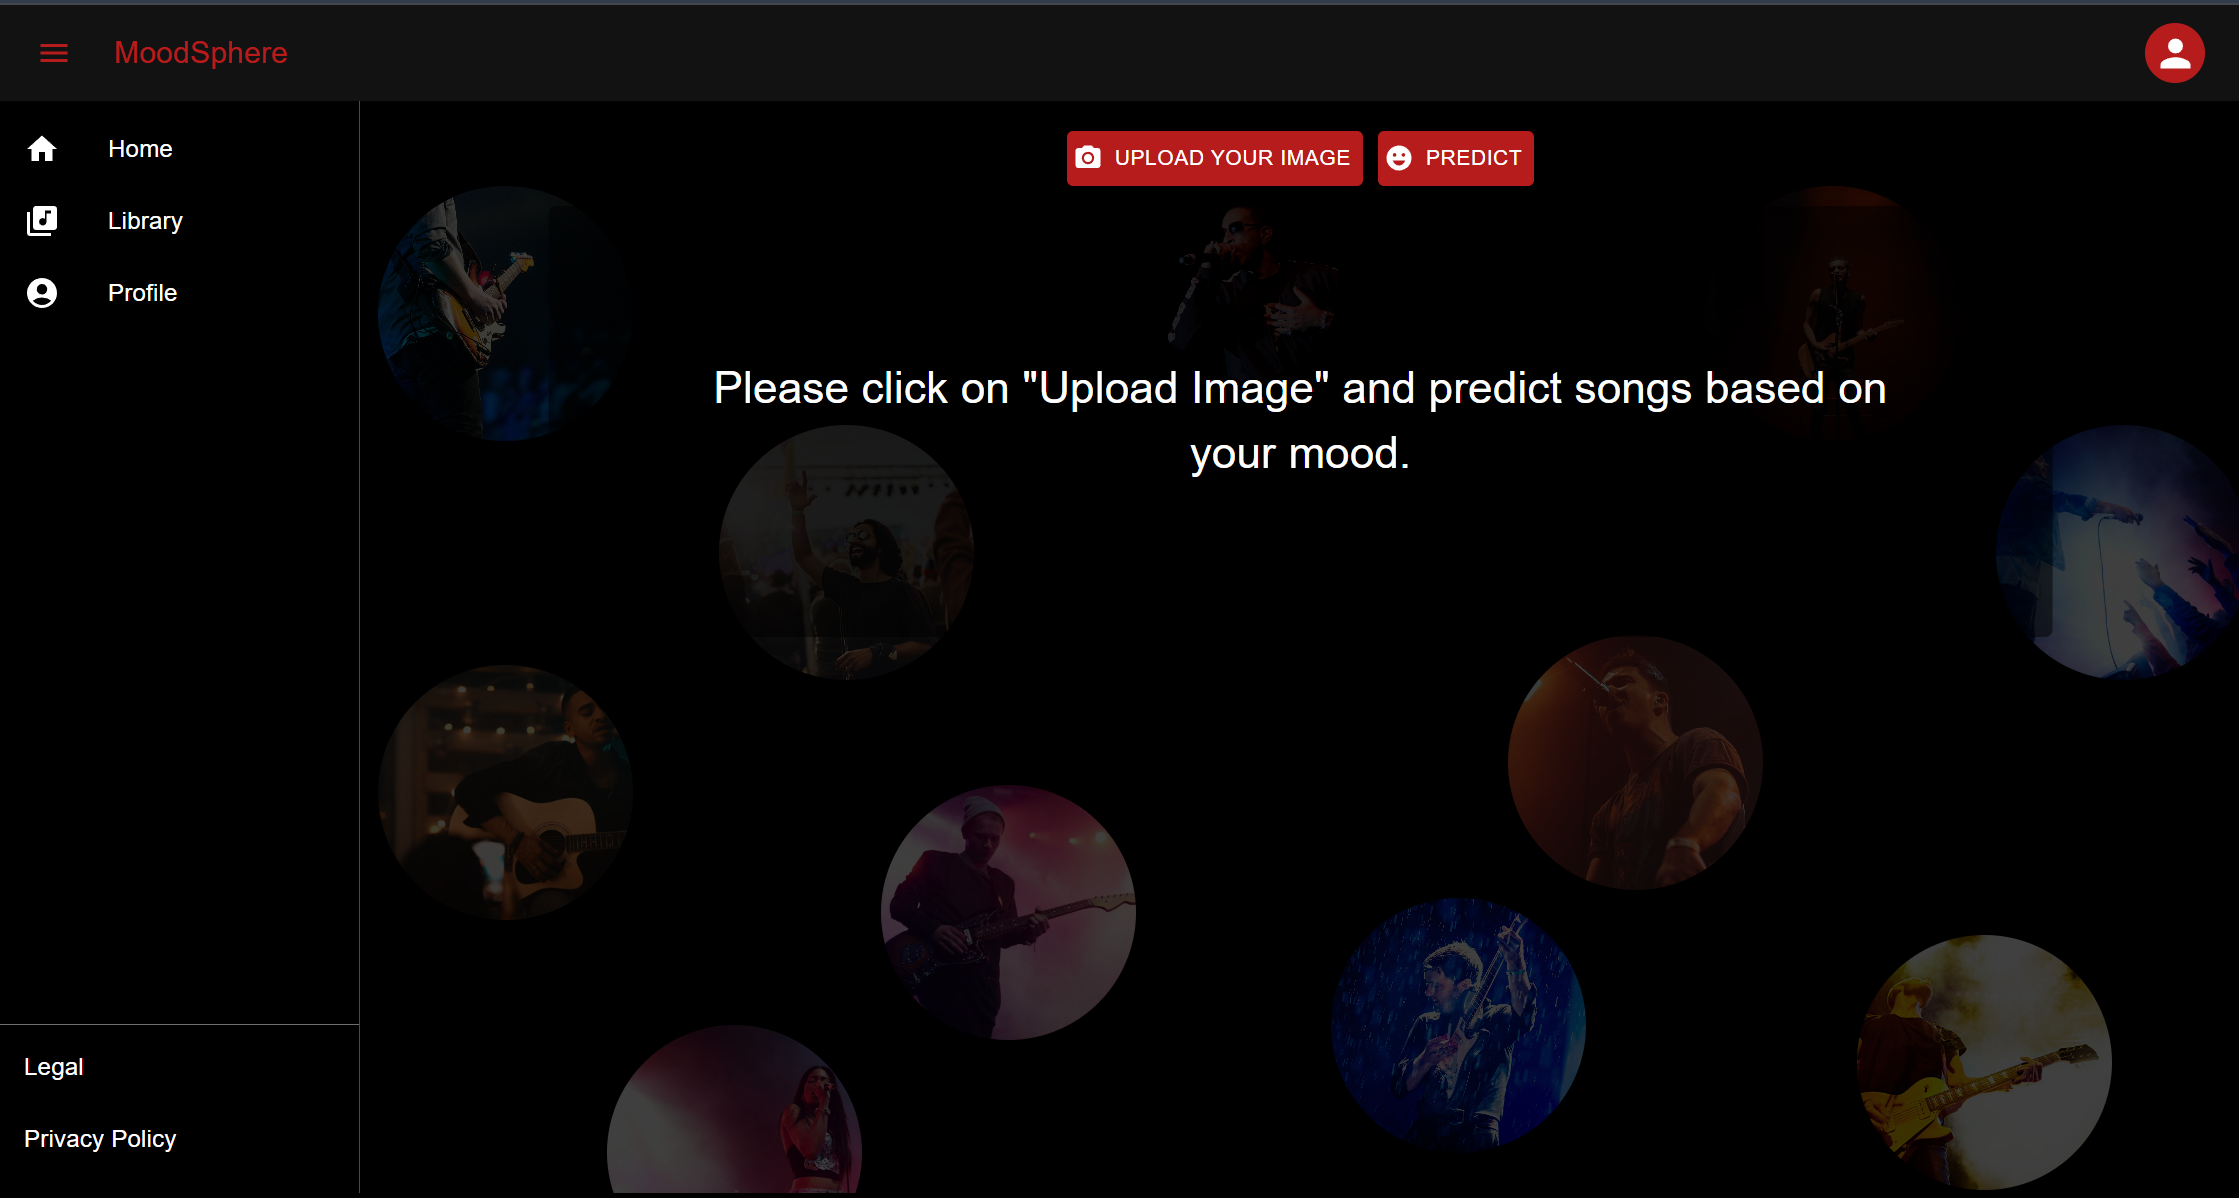 MoodSphere
Home
Library
Profile
Legal
Privacy Policy
UPLOAD YOUR IMAGE
PREDICT
Please click on "Upload Image" and predict songs based on
your mood.